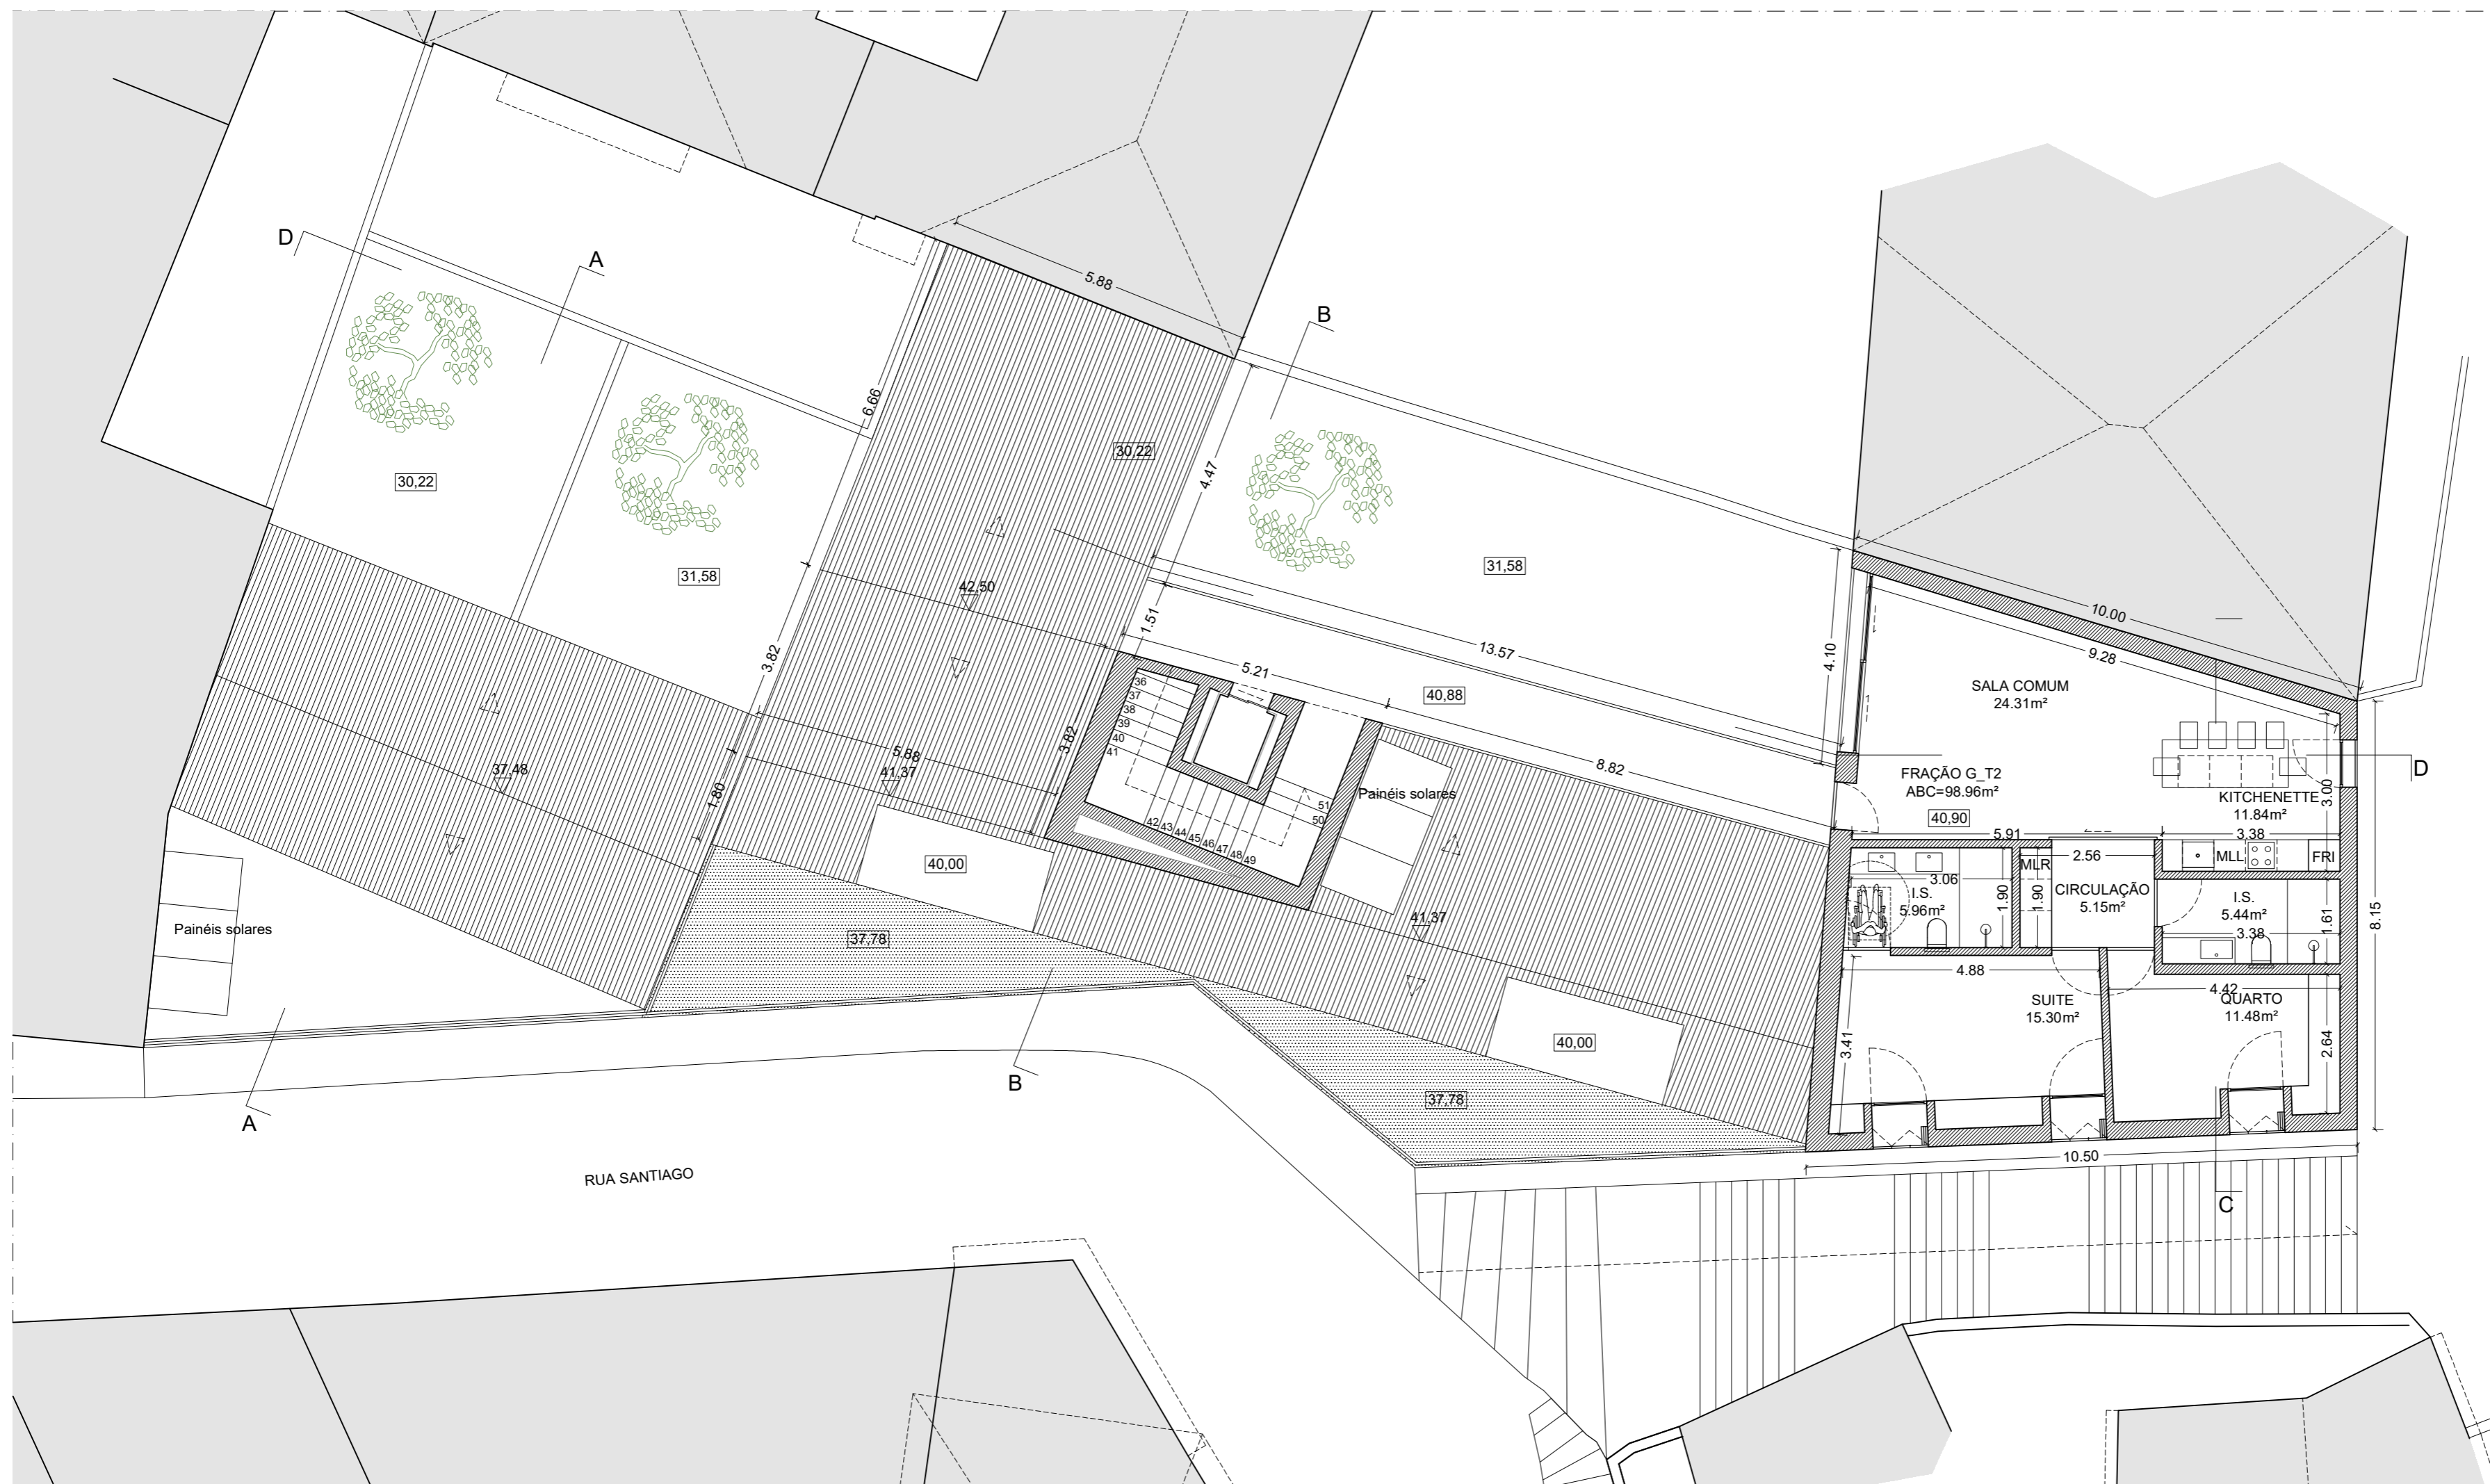 D
A
5.88
B
6.66
30,22
4.47
30,22
31,58
31,58
42,50
1.51
3.82
5.21
13.57
4.10
10.00
9.28
40,88
SALA COMUM
24.31m²
36
37
38
39
40
41
3.82
5.88
41,37
37,48
1.80
8.82
Painéis solares
FRAÇÃO G_T2
ABC=98.96m²
40,90
D
3.00
KITCHENETTE
11.84m²
42
43
44
45
46
47
48
49
50
51
5.91
3.38
40,00
MLR
2.56
MLL
FRI
3.06
I.S.
5.96m²
1.90
1.90
CIRCULAÇÃO
5.15m²
I.S.
5.44m²
1.61
3.38
8.15
Painéis solares
37,78
41,37
4.88
4.42
SUITE
15.30m²
QUARTO
11.48m²
3.41
2.64
40,00
37,78
B
A
RUA SANTIAGO
10.50
C